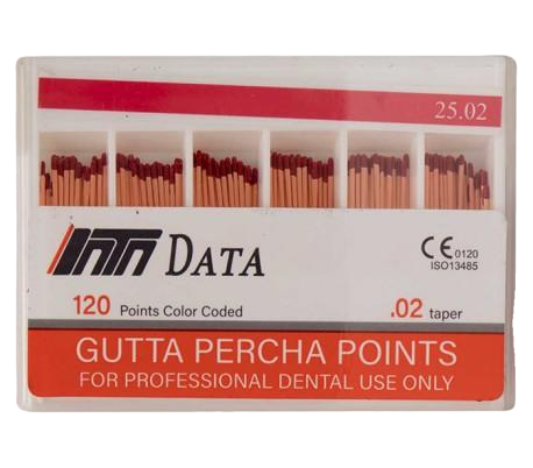 25.02
INTN DATA
CE 0120
ISO13485
120 Points Color Coded
.02 taper
GUTTA PERCHA POINTS
FOR PROFESSIONAL DENTAL USE ONLY